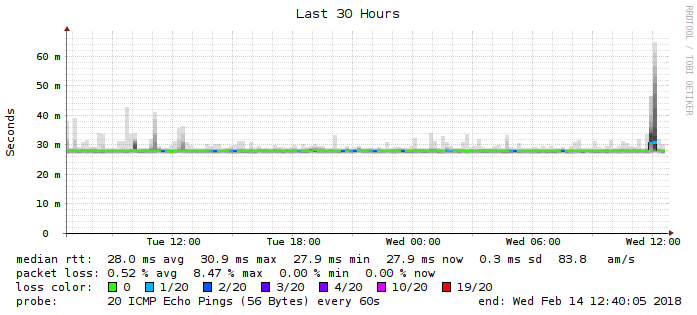 Last 30 Hours
RRDTOOL / TOBI OETIKER
Seconds
60 m
50 m
40 m
30 m
20 m
10 m
0
Tue 12:00 Tue 18:00 Wed 00:00 Wed 06:00 Wed 12:00
median rtt: 28.0 ms avg 30.9 ms max 27.9 ms min 27.9 ms now 0.3 ms sd 83.8 am/s
packet loss: 0.52 % avg 8.47 % max 0.00 % min 0.00 % now
loss color: 0 1/20 2/20 3/20 4/20 10/20 19/20
probe: 20 ICMP Echo Pings (56 Bytes) every 60s end: Wed Feb 14 12:40:05 2018